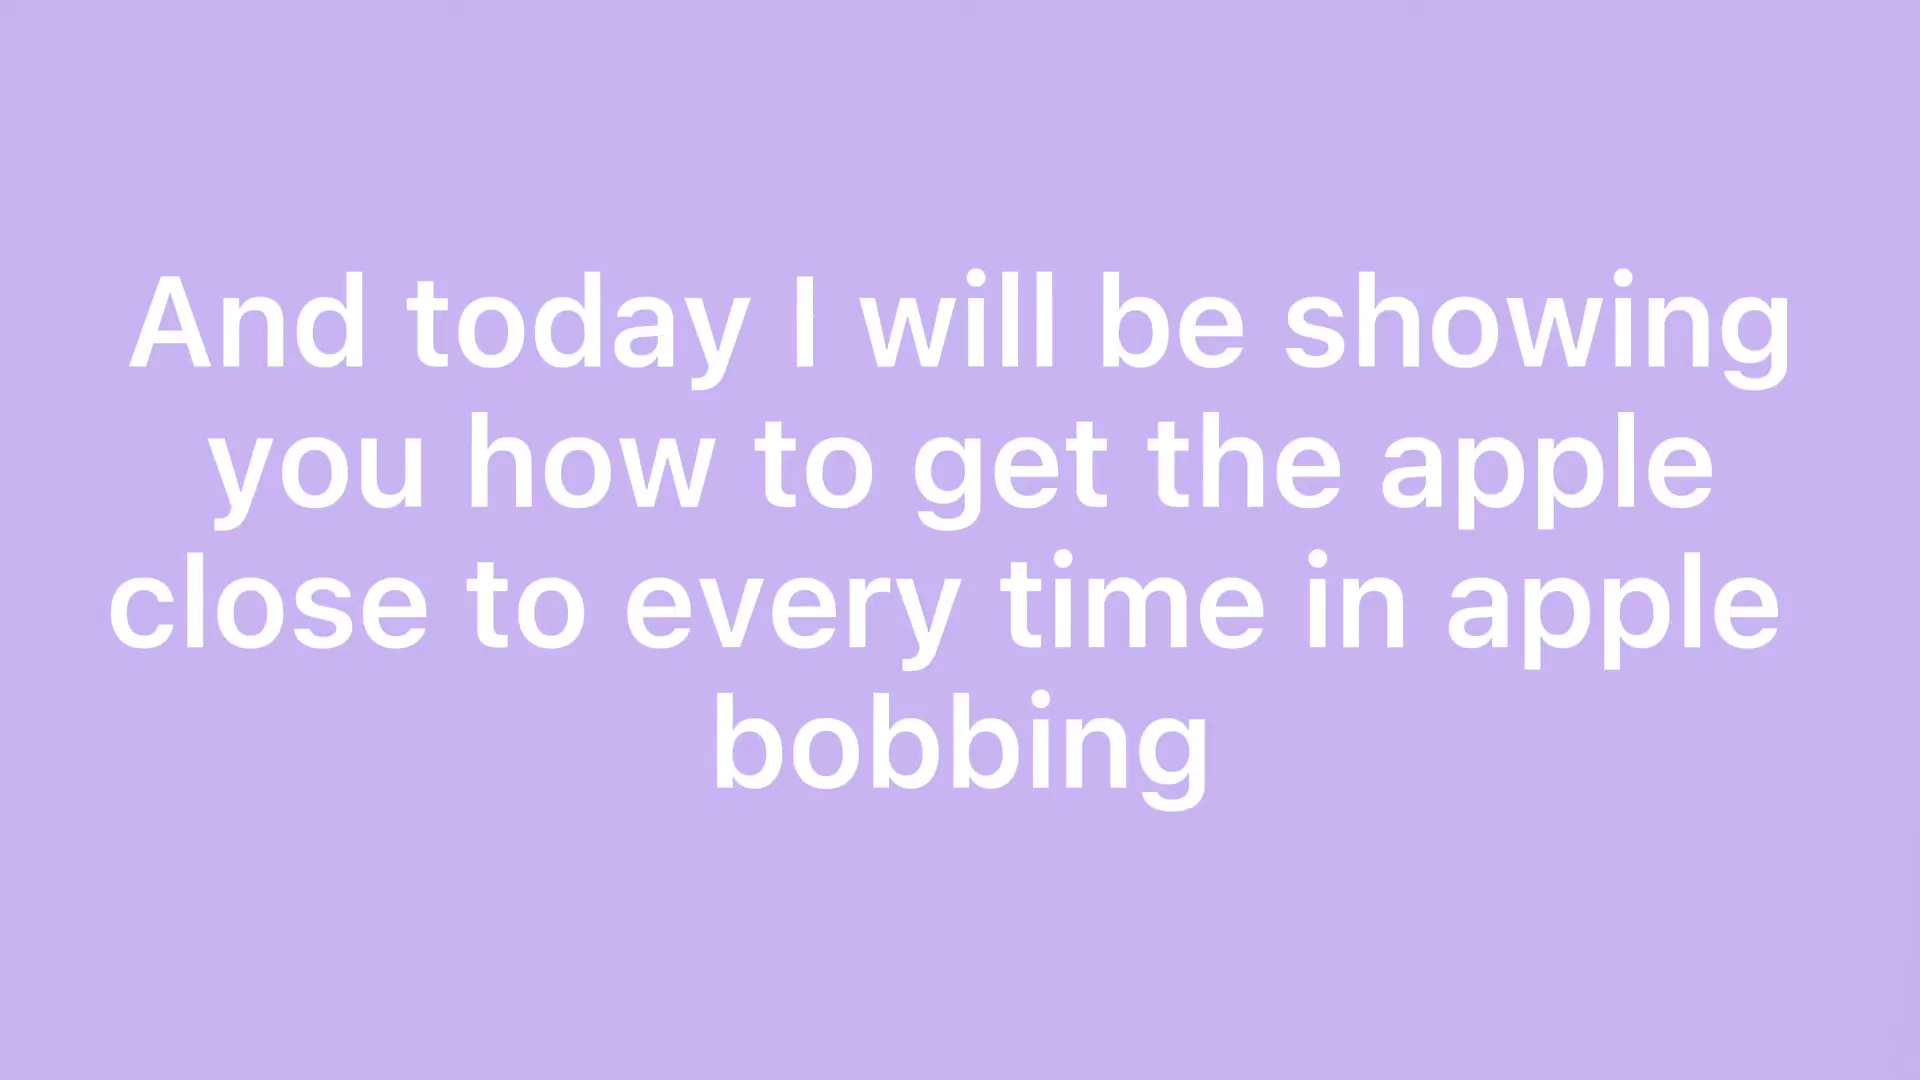 And today I will be showing
you how to get the apple
close to every time in apple
bobbing